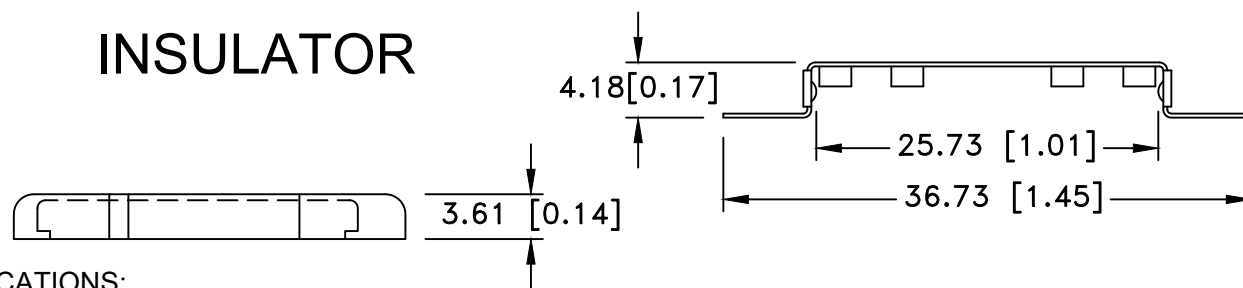 INSULATOR
4.18[0.17]
25.73 [1.01]
36.73 [1.45]
3.61 [0.14]
CATIONS: